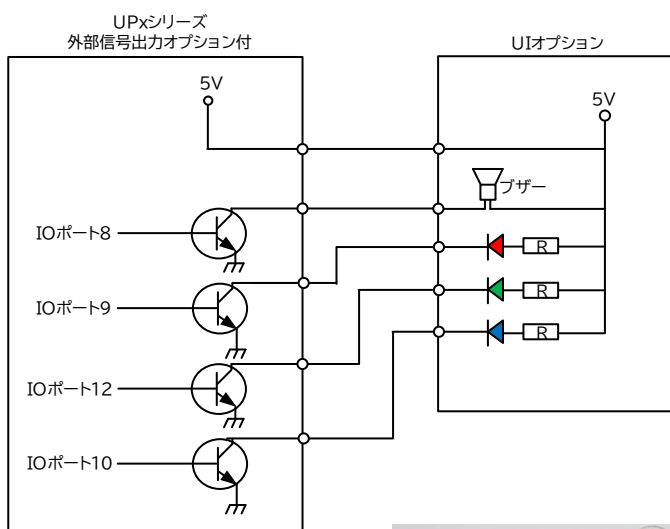 UPxシリーズ
外部信号出力オプション付
UIオプション
5V
5V
ブザー
IOポート8
R
IOポート9
R
R
IOポート12
IOポート10